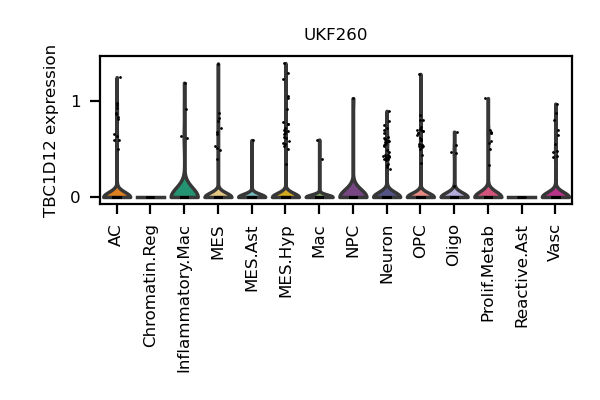 UKF260
TBC1D12 expression
1
0
AC
Chromatin.Reg
Inflammatory.Mac
MES
MES.Ast
MES.Hyp
Mac
NPC
Neuron
OPC
Oligo
Prolif.Metab
Reactive.Ast
Vasc